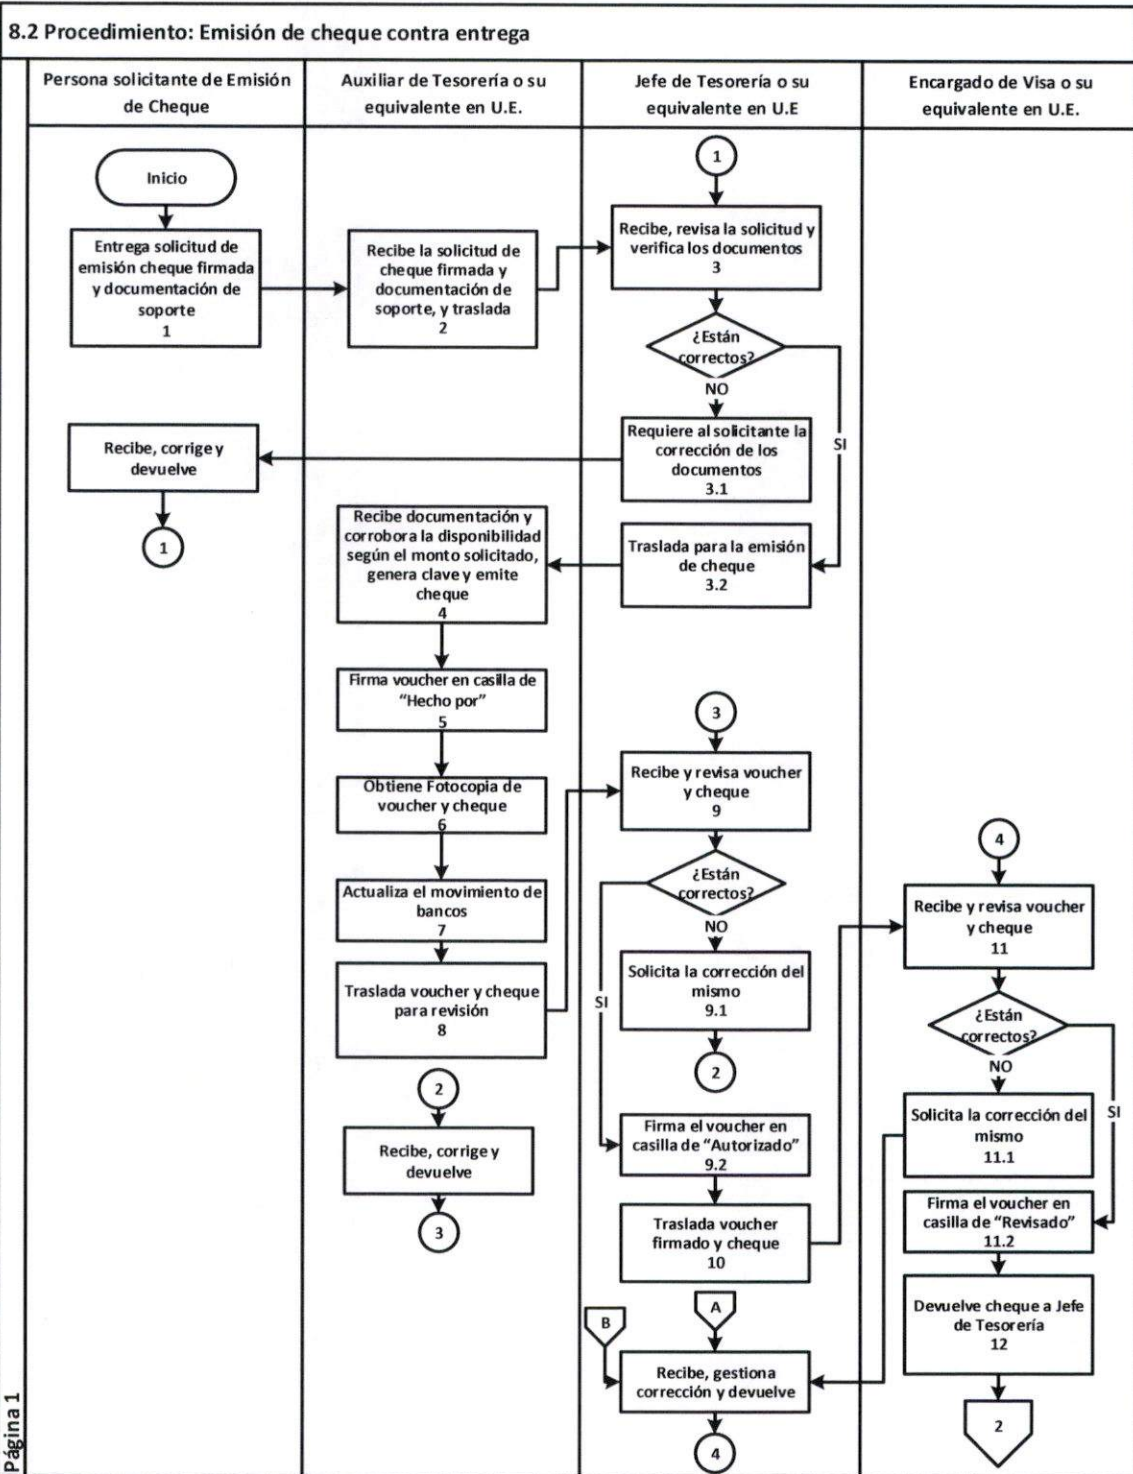 8.2 Procedimiento: Emisión de cheque contra entrega
Persona solicitante de Emisión
de Cheque
Auxiliar de Tesorería o su
equivalente en U.E.
Jefe de Tesorería o su
equivalente en U.E
Encargado de Visa o su
equivalente en U.E.
Inicio
Entrega solicitud de
emisión cheque firmada
y documentación de
soporte
1
Recibe la solicitud de
cheque firmada y
documentación de
soporte, y traslada
2
1
Recibe, revisa la solicitud y
verifica los documentos
3
¿Están
correctos?
NO
SI
Requiere al solicitante la
corrección de los
documentos
3.1
Recibe, corrige y
devuelve
1
Traslada para la emisión
de cheque
3.2
Recibe documentación y
corrobora la disponibilidad
según el monto solicitado,
genera clave y emite
cheque
4
Firma voucher en casilla de
“Hecho por”
5
Obtiene Fotocopia de
voucher y cheque
6
Actualiza el movimiento de
bancos
7
Traslada voucher y cheque
para revisión
8
2
Recibe, corrige y
devuelve
3
3
Recibe y revisa voucher
y cheque
9
¿Están
correctos?
NO
SI
Solicita la corrección del
mismo
9.1
2
Firma el voucher en
casilla de “Autorizado”
9.2
Traslada voucher
firmado y cheque
10
B
A
Recibe, gestiona
corrección y devuelve
4
4
Recibe y revisa voucher
y cheque
11
¿Están
correctos?
NO
SI
Solicita la corrección del
mismo
11.1
Firma el voucher en
casilla de “Revisado”
11.2
Devuelve cheque a Jefe
de Tesorería
12
2
Página 1